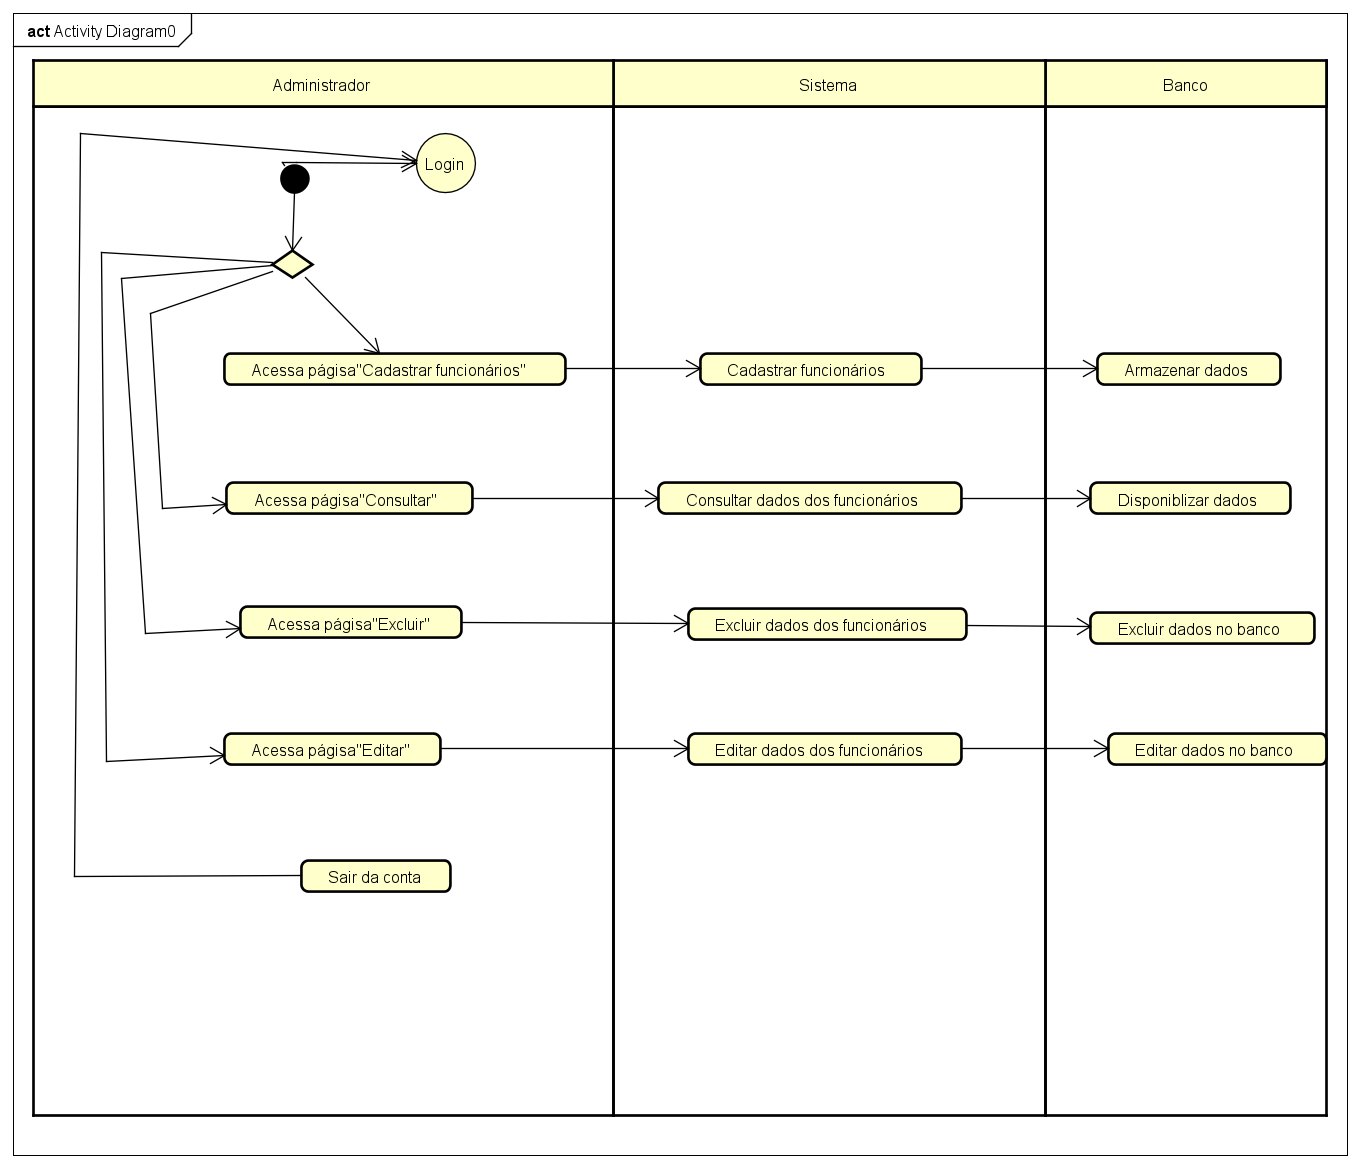 act Activity Diagram0
Administrador
Sistema
Banco
Login
Acessa págisa"Cadastrar funcionários"
Cadastrar funcionários
Armazenar dados
Acessa págisa"Consultar"
Consultar dados dos funcionários
Disponiblizar dados
Acessa págisa"Excluir"
Excluir dados dos funcionários
Excluir dados no banco
Acessa págisa"Editar"
Editar dados dos funcionários
Editar dados no banco
Sair da conta